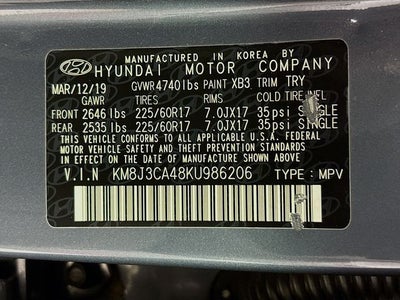 MANUFACTURED IN KOREA BY
HYUNDAI MOTOR COMPANY
MAR/12/19 GVWR 4740lbs PAINT XB3 TRIM TRY
GAWR TIRES RIMS COLD TIRE INFL
FRONT 2646 lbs 225/60R17 7.0JX17 35psi SINGLE
REAR 2535 lbs 225/60R17 7.0JX17 35psi SINGLE
THIS VEHICLE CONFORMS TO ALL APPLICABLE U.S. FEDERAL
MOTOR VEHICLE SAFETY, BUMPER, AND THEFT PREVENTION
STANDARDS IN EFFECT ON THE DATE OF MANUFACTURE
SHOWN ABOVE.
V.I.N KM8J3CA48KU986206 TYPE: MPV